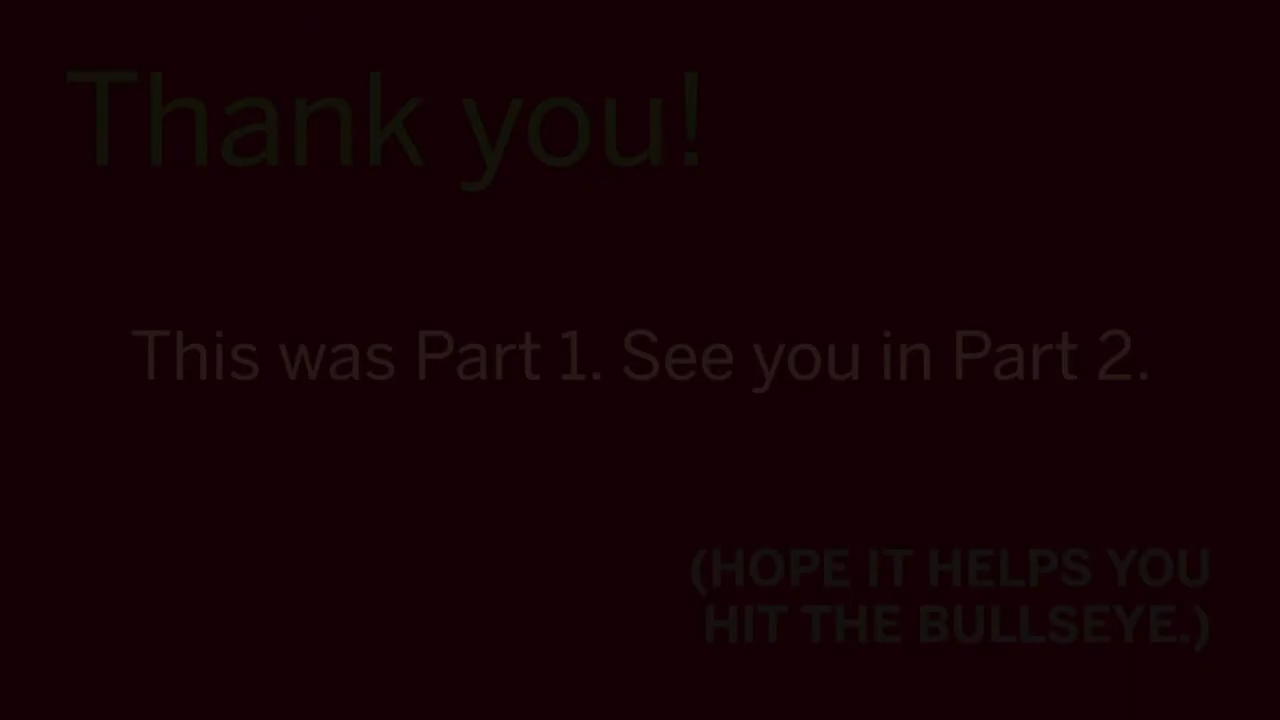 Thank you!
This was Part 1. See you in Part 2.
(HOPE IT HELPS YOU
HIT THE BULLSEYE.)